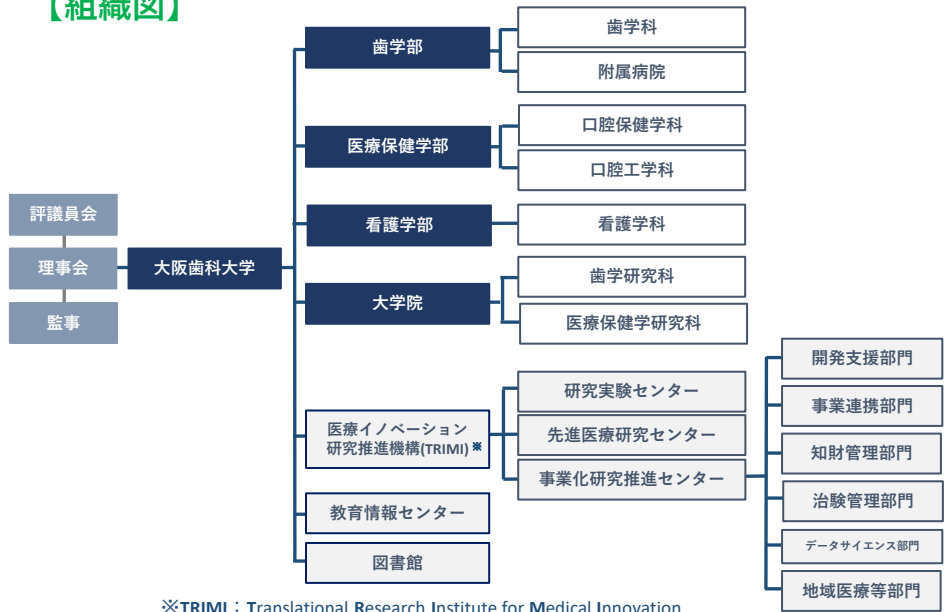 【組織図】
評議員会
理事会
監事
大阪歯科大学
歯学部
歯学科
附属病院
医療保健学部
口腔保健学科
口腔工学科
看護学部
看護学科
大学院
歯学研究科
医療保健学研究科
医療イノベーション
研究推進機構(TRIMI)※
研究実験センター
先進医療研究センター
事業化研究推進センター
開発支援部門
事業連携部門
知財管理部門
治験管理部門
データサイエンス部門
地域医療等部門
教育情報センター
図書館
※TRIMI：Translational Research Institute for Medical Innovation